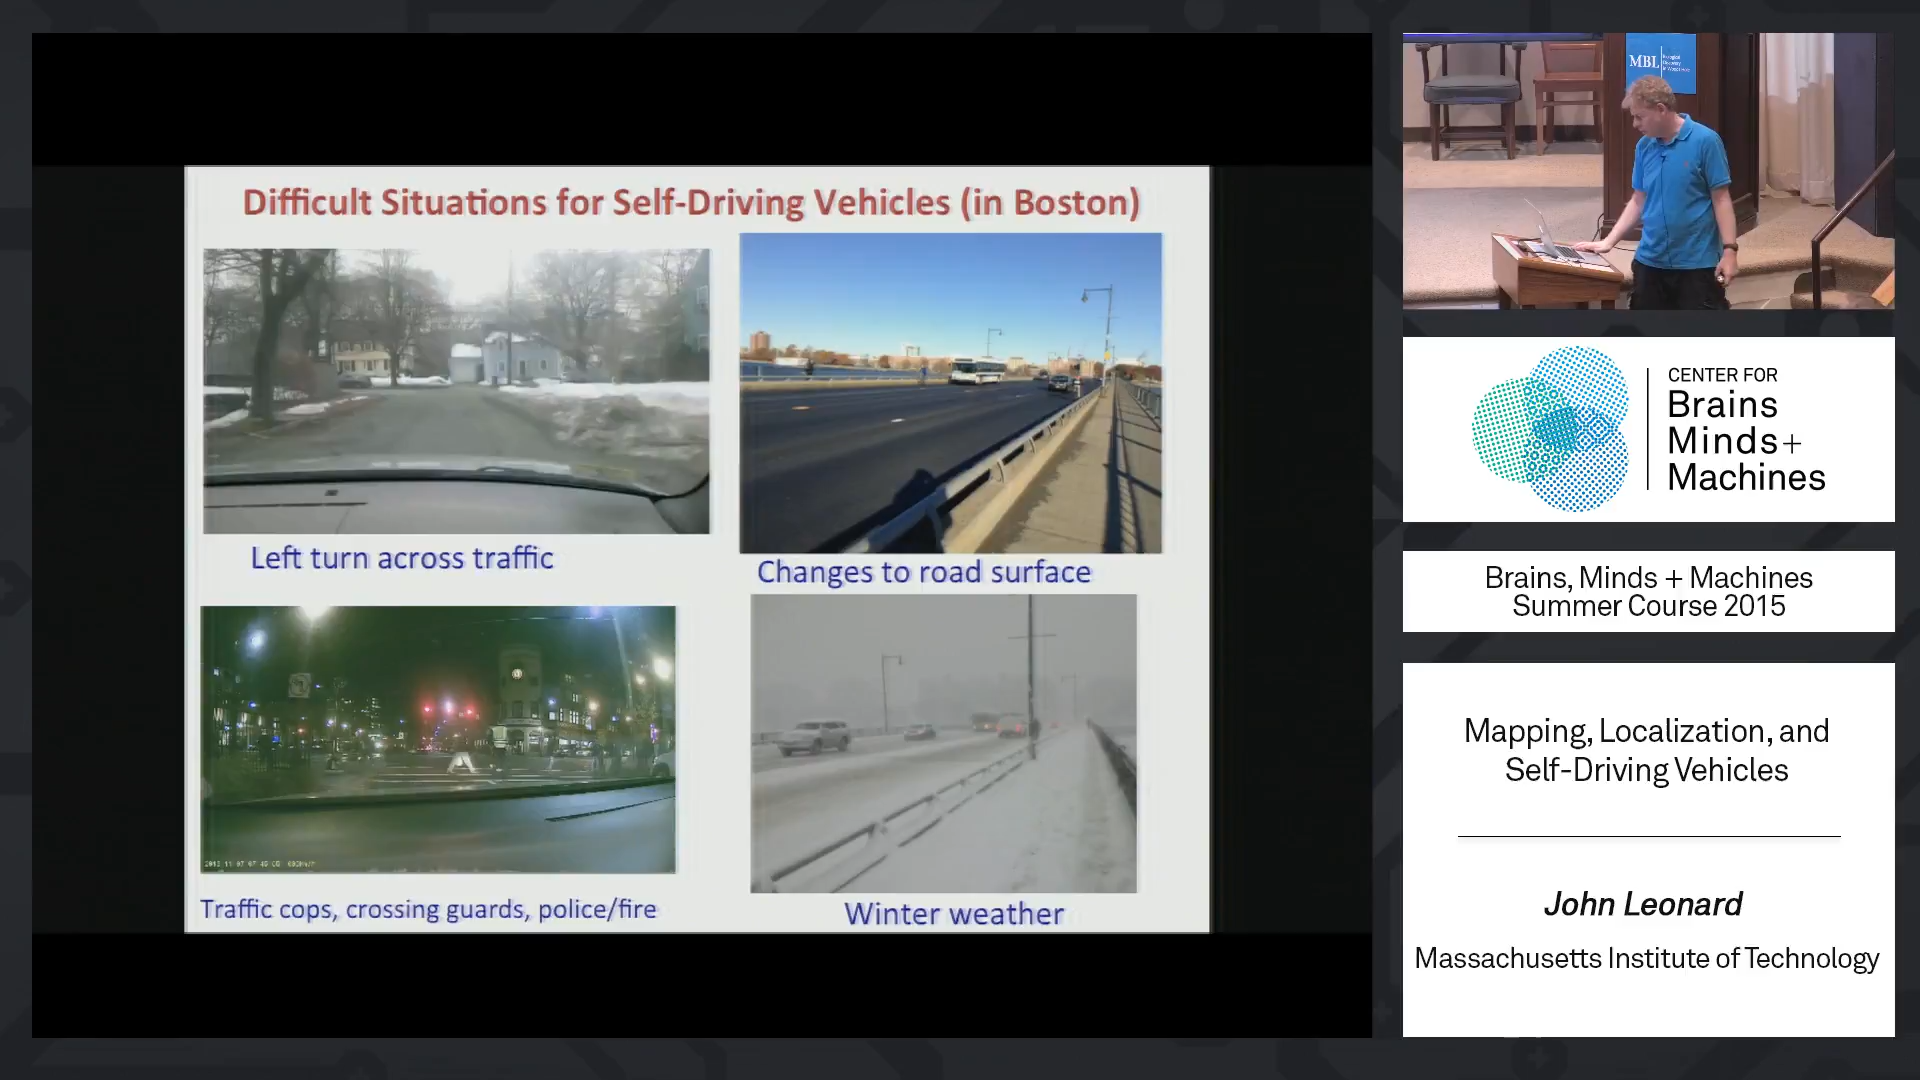 Difficult Situations for Self-Driving Vehicles (in Boston)
Left turn across traffic
Changes to road surface
Traffic cops, crossing guards, police/fire
Winter weather
MBL
CENTER FOR
Brains
Minds+
Machines
Brains, Minds + Machines
Summer Course 2015
Mapping, Localization, and
Self-Driving Vehicles
John Leonard
Massachusetts Institute of Technology